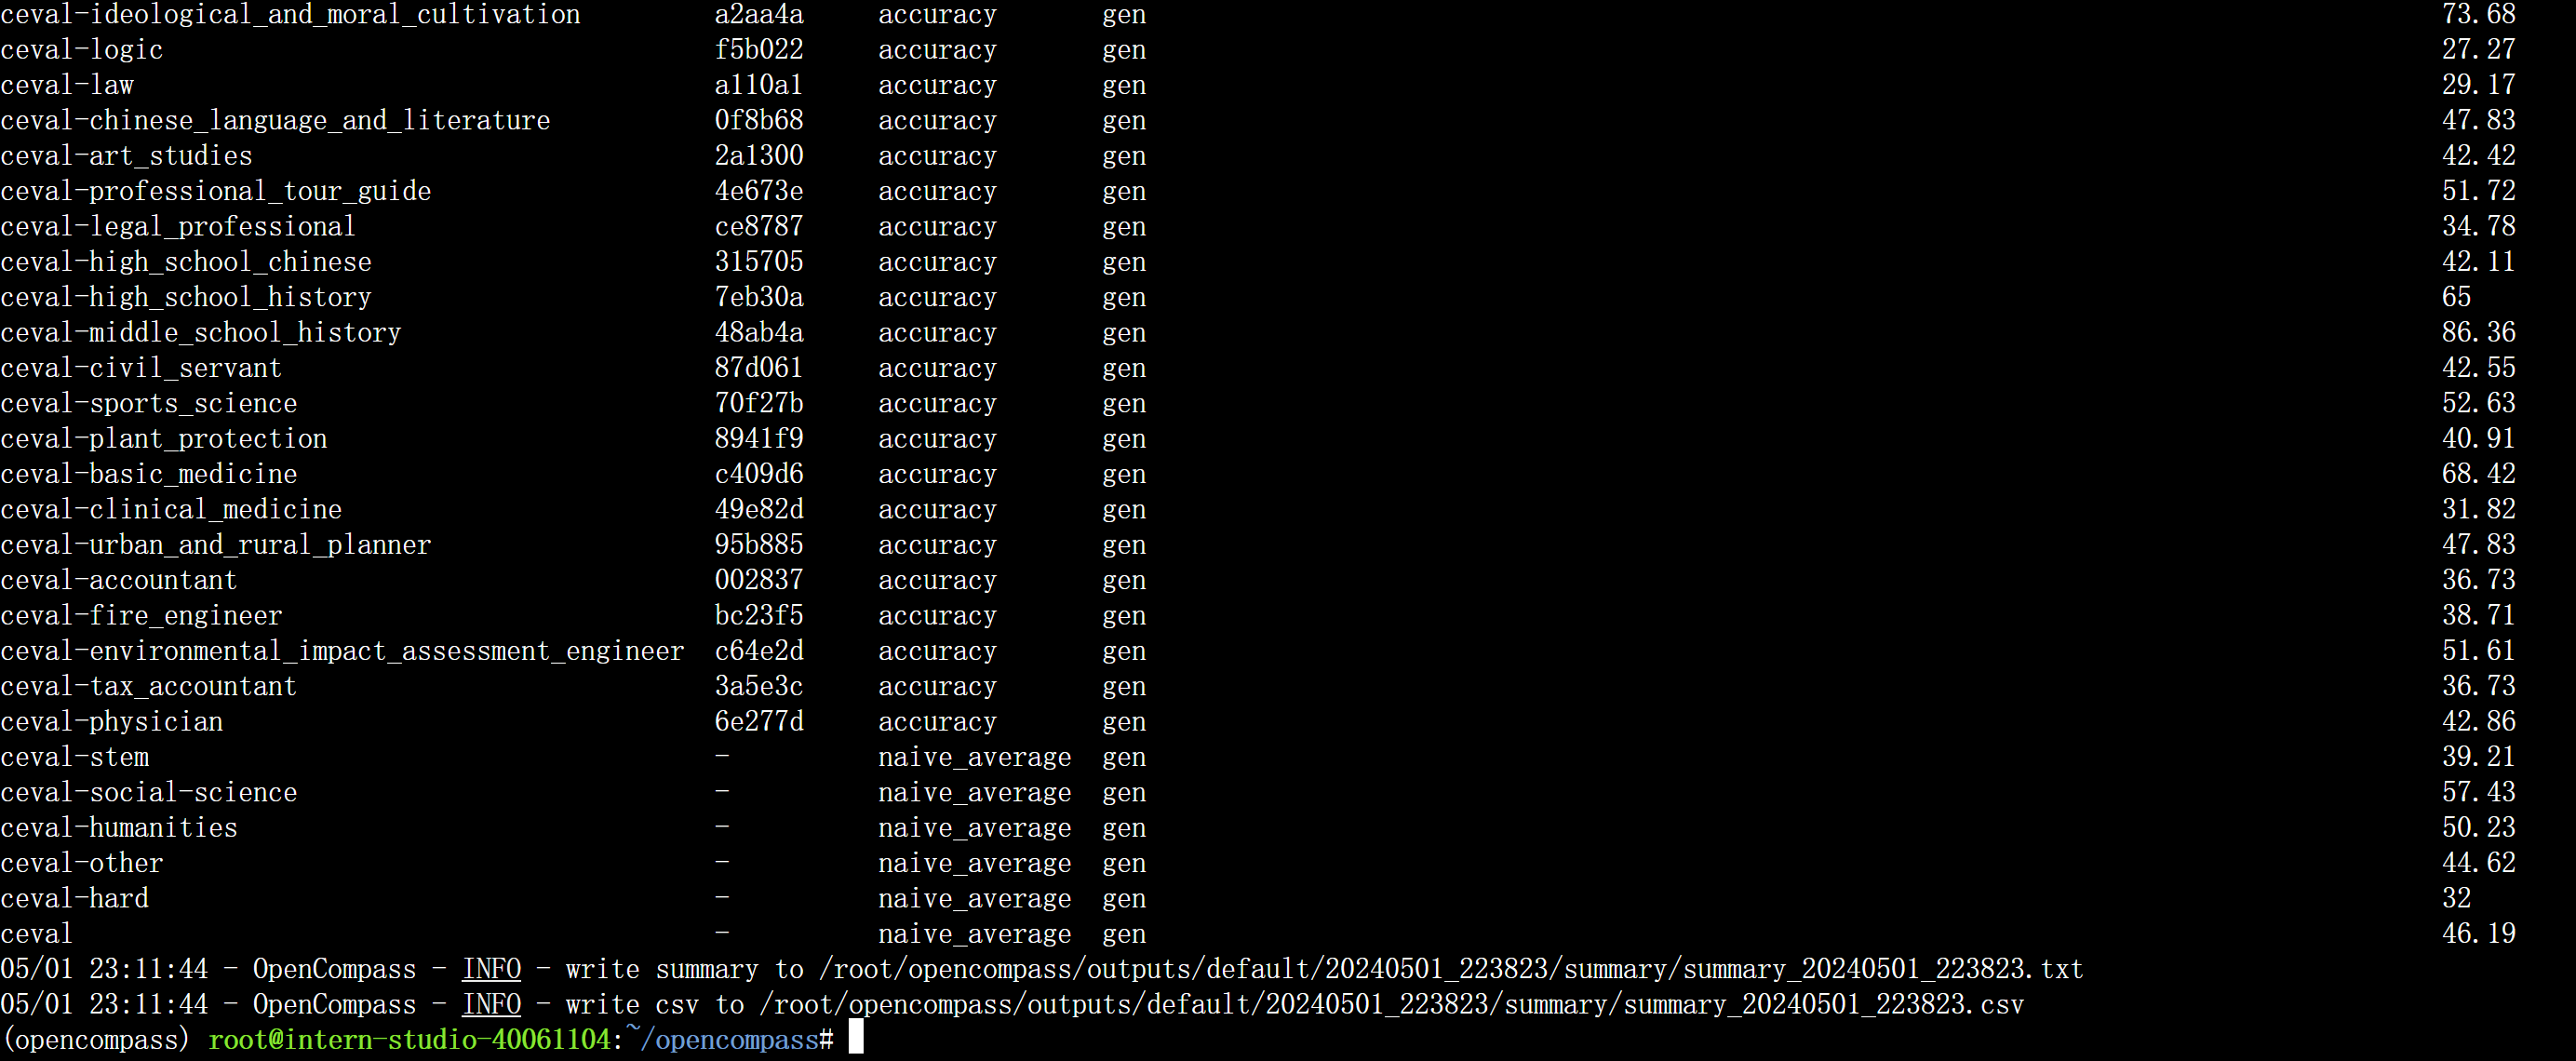 ceval-ideological_and_moral_cultivation a2aa4a accuracy gen 73.68
ceval-logic f5b022 accuracy gen 27.27
ceval-law a110a1 accuracy gen 29.17
ceval-chinese_language_and_literature 0f8b68 accuracy gen 47.83
ceval-art_studies 2a1300 accuracy gen 42.42
ceval-professional_tour_guide 4e673e accuracy gen 51.72
ceval-legal_professional ce8787 accuracy gen 34.78
ceval-high_school_chinese 315705 accuracy gen 42.11
ceval-high_school_history 7eb30a accuracy gen 65
ceval-middle_school_history 48ab4a accuracy gen 86.36
ceval-civil_servant 87d061 accuracy gen 42.55
ceval-sports_science 70f27b accuracy gen 52.63
ceval-plant_protection 8941f9 accuracy gen 40.91
ceval-basic_medicine c409d6 accuracy gen 68.42
ceval-clinical_medicine 49e82d accuracy gen 31.82
ceval-urban_and_rural_planner 95b885 accuracy gen 47.83
ceval-accountant 002837 accuracy gen 36.73
ceval-fire_engineer bc23f5 accuracy gen 38.71
ceval-environmental_impact_assessment_engineer c64e2d accuracy gen 51.61
ceval-tax_accountant 3a5e3c accuracy gen 36.73
ceval-physician 6e277d accuracy gen 42.86
ceval-stem - naive_average gen 39.21
ceval-social-science - naive_average gen 57.43
ceval-humanities - naive_average gen 50.23
ceval-other - naive_average gen 44.62
ceval-hard - naive_average gen 32
ceval - naive_average gen 46.19
05/01 23:11:44 - OpenCompass - INFO - write summary to /root/opencompass/outputs/default/20240501_223823/summary/summary_20240501_223823.txt
05/01 23:11:44 - OpenCompass - INFO - write csv to /root/opencompass/outputs/default/20240501_223823/summary/summary_20240501_223823.csv
(opencompass) root@intern-studio-40061104:~/opencompass#